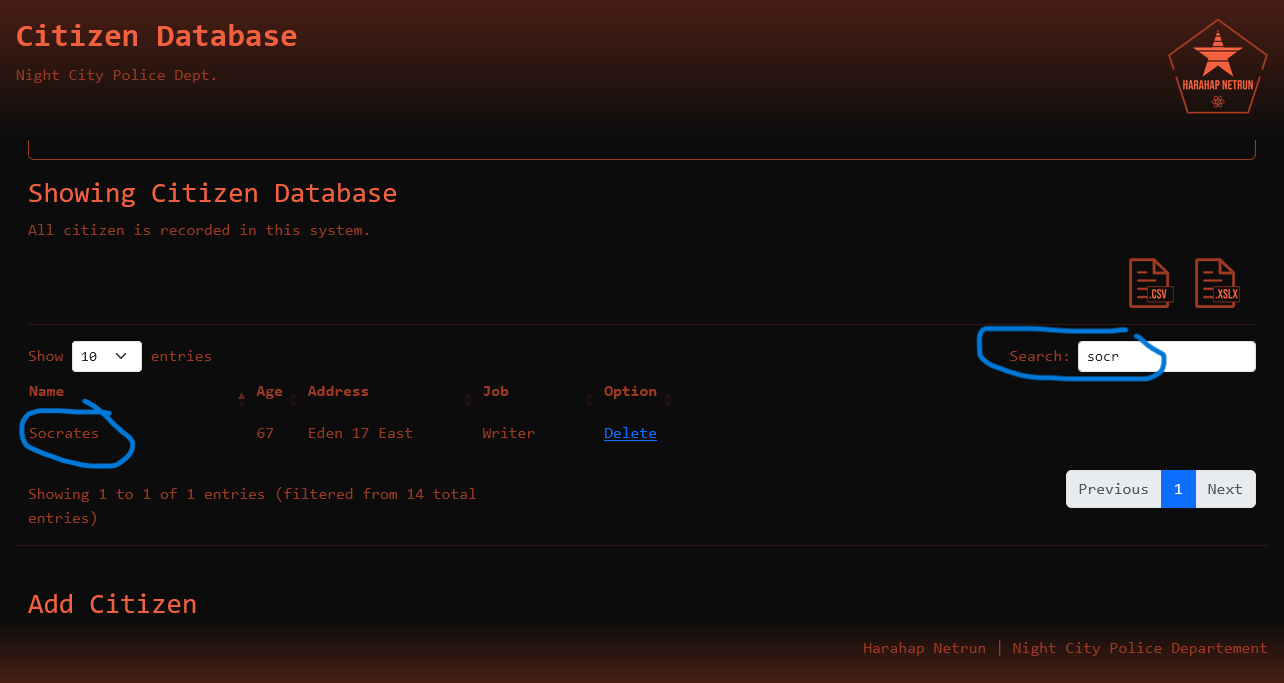 Citizen Database
Night City Police Dept.
HARAHAP NETRUN
Showing Citizen Database
All citizen is recorded in this system.
.CSV .XSLX
Show 10 entries Search: socr
Name Age Address Job Option
Socrates 67 Eden 17 East Writer Delete
Showing 1 to 1 of 1 entries (filtered from 14 total
entries)
Previous 1 Next
Add Citizen
Harahap Netrun | Night City Police Departement